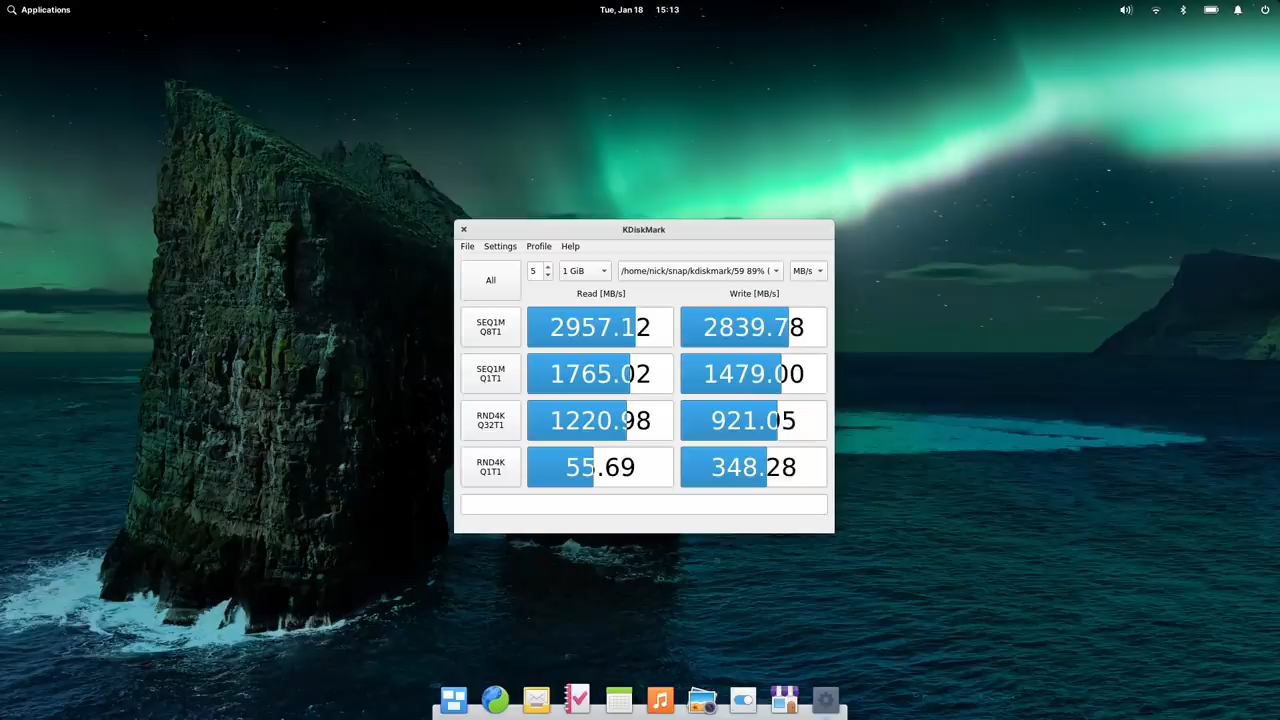 Applications
Tue, Jan 18 15:13
KDiskMark
File Settings Profile Help
All
5 1 GiB /home/nick/snap/kdiskmark/59 89% ( MB/s
Read [MB/s] Write [MB/s]
SEQ1M
Q8T1
2957.12 2839.78
SEQ1M
Q1T1
1765.02 1479.00
RND4K
Q32T1
1220.98 921.05
RND4K
Q1T1
55.69 348.28